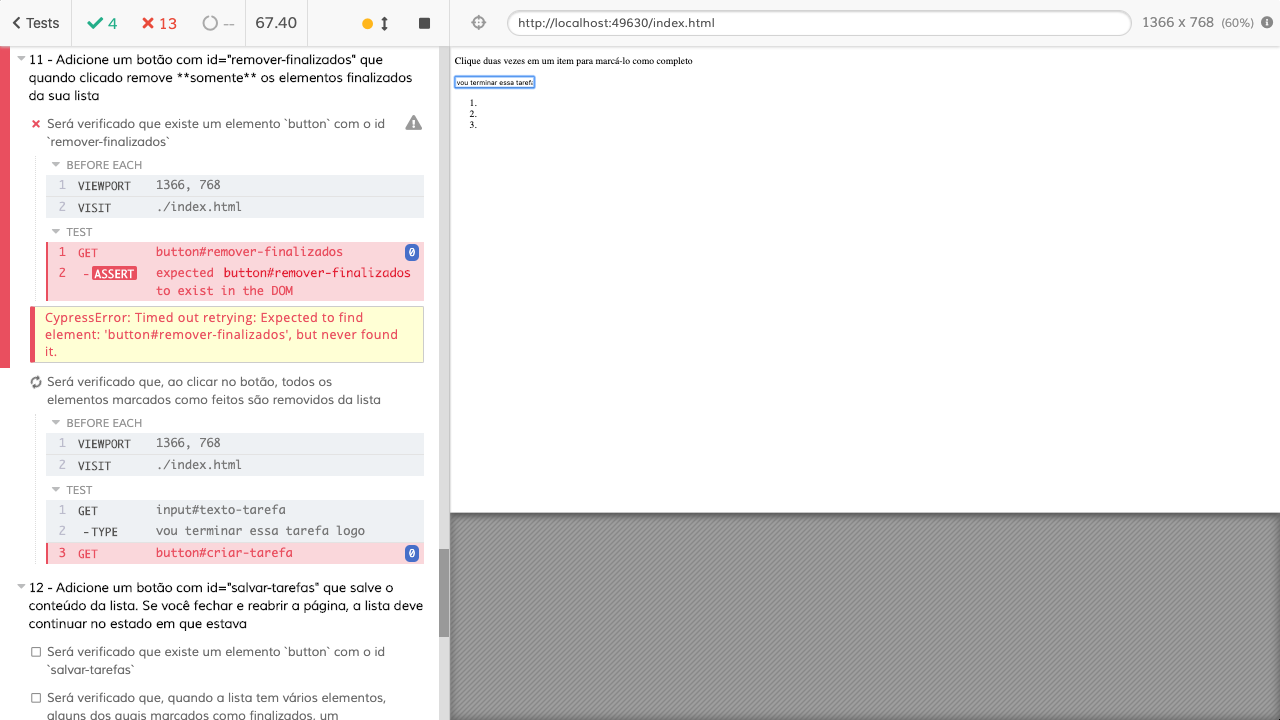 Tests 4 13 -- 67.40 http://localhost:49630/index.html 1366 x 768 (60%)
11 - Adicione um botão com id="remover-finalizados" que
quando clicado remove **somente** os elementos finalizados
da sua lista
Será verificado que existe um elemento `button` com o id
`remover-finalizados`
BEFORE EACH
1 VIEWPORT 1366, 768
2 VISIT ./index.html
TEST
1 GET button#remover-finalizados 0
2 -ASSERT expected button#remover-finalizados
to exist in the DOM
CypressError: Timed out retrying: Expected to find
element: 'button#remover-finalizados', but never found
it.
Será verificado que, ao clicar no botão, todos os
elementos marcados como feitos são removidos da lista
BEFORE EACH
1 VIEWPORT 1366, 768
2 VISIT ./index.html
TEST
1 GET input#texto-tarefa
2 -TYPE vou terminar essa tarefa logo
3 GET button#criar-tarefa 0
12 - Adicione um botão com id="salvar-tarefas" que salve o
conteúdo da lista. Se você fechar e reabrir a página, a lista deve
continuar no estado em que estava
Será verificado que existe um elemento `button` com o id
`salvar-tarefas`
Será verificado que, quando a lista tem vários elementos,
alguns dos quais marcados como finalizados, um
Clique duas vezes em um item para marcá-lo como completo
vou terminar essa tarefa
1.
2.
3.